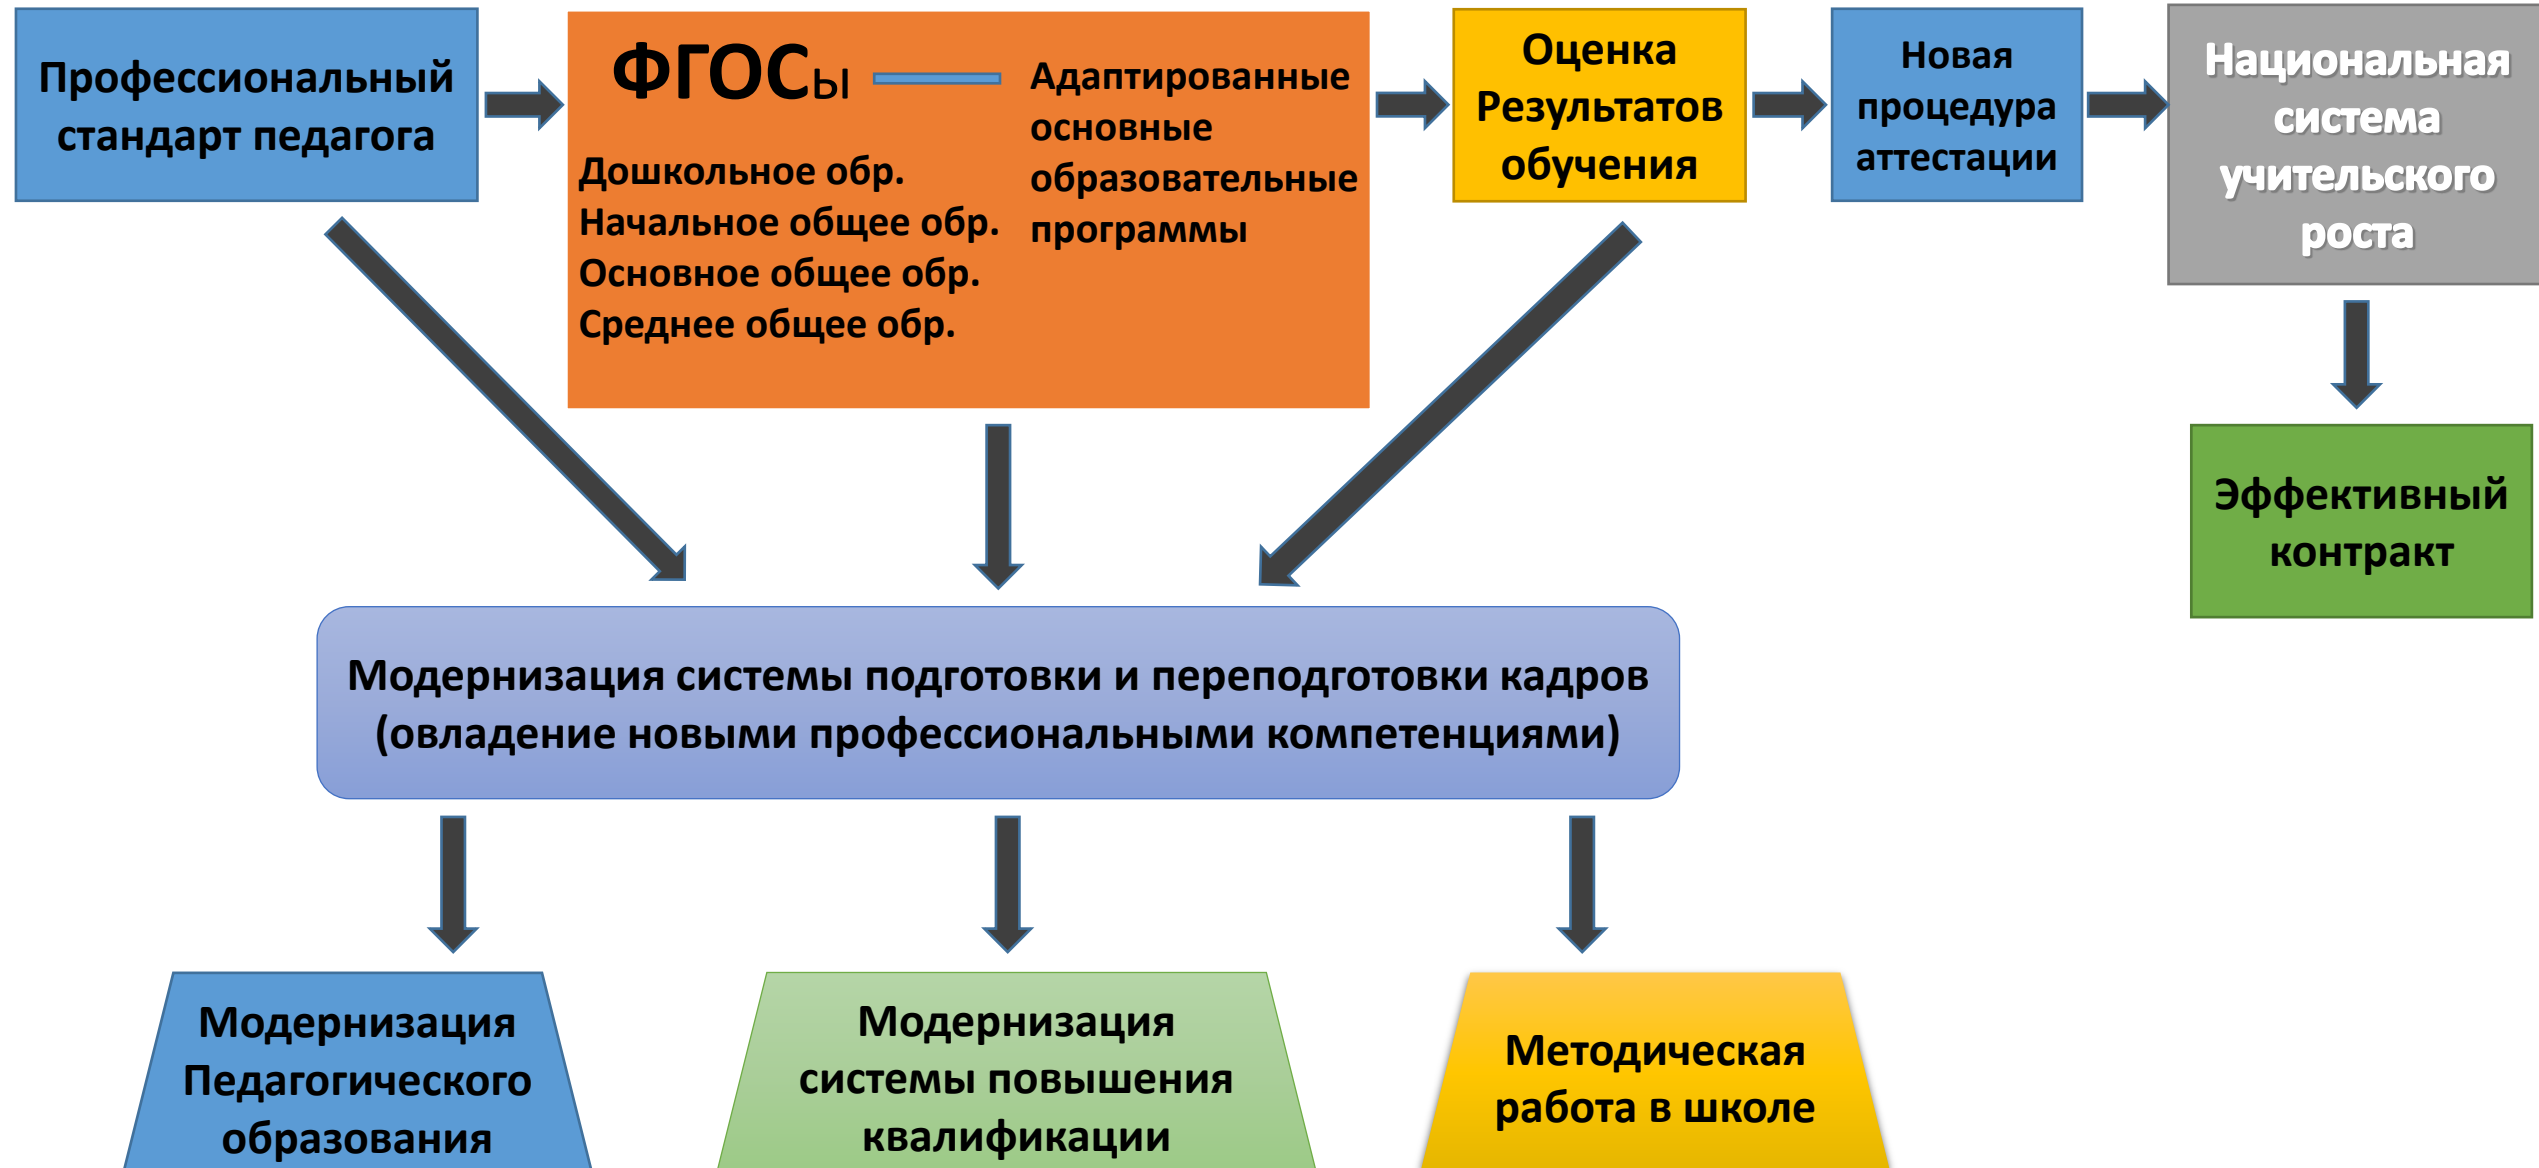 Профессиональный
стандарт педагога
ФГОСы
Дошкольное обр.
Начальное общее обр.
Основное общее обр.
Среднее общее обр.
Адаптированные
основные
образовательные
программы
Оценка
Результатов
обучения
Новая
процедура
аттестации
Национальная
система
учительского
роста
Эффективный
контракт
Модернизация системы подготовки и переподготовки кадров
(овладение новыми профессиональными компетенциями)
Модернизация
Педагогического
образования
Модернизация
системы повышения
квалификации
Методическая
работа в школе